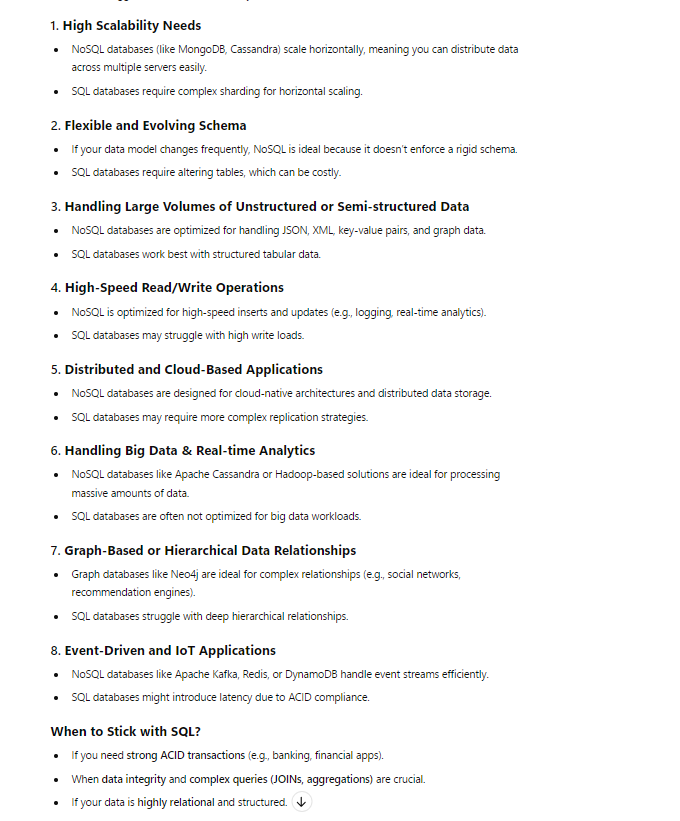 1. High Scalability Needs
• NoSQL databases (like MongoDB, Cassandra) scale horizontally, meaning you can distribute data
across multiple servers easily.
• SQL databases require complex sharding for horizontal scaling.
2. Flexible and Evolving Schema
• If your data model changes frequently, NoSQL is ideal because it doesn't enforce a rigid schema.
• SQL databases require altering tables, which can be costly.
3. Handling Large Volumes of Unstructured or Semi-structured Data
• NoSQL databases are optimized for handling JSON, XML, key-value pairs, and graph data.
• SQL databases work best with structured tabular data.
4. High-Speed Read/Write Operations
• NoSQL is optimized for high-speed inserts and updates (e.g., logging, real-time analytics).
• SQL databases may struggle with high write loads.
5. Distributed and Cloud-Based Applications
• NoSQL databases are designed for cloud-native architectures and distributed data storage.
• SQL databases may require more complex replication strategies.
6. Handling Big Data & Real-time Analytics
• NoSQL databases like Apache Cassandra or Hadoop-based solutions are ideal for processing
massive amounts of data.
• SQL databases are often not optimized for big data workloads.
7. Graph-Based or Hierarchical Data Relationships
• Graph databases like Neo4j are ideal for complex relationships (e.g., social networks,
recommendation engines).
• SQL databases struggle with deep hierarchical relationships.
8. Event-Driven and IoT Applications
• NoSQL databases like Apache Kafka, Redis, or DynamoDB handle event streams efficiently.
• SQL databases might introduce latency due to ACID compliance.
When to Stick with SQL?
• If you need strong ACID transactions (e.g., banking, financial apps).
• When data integrity and complex queries (JOINs, aggregations) are crucial.
• If your data is highly relational and structured.